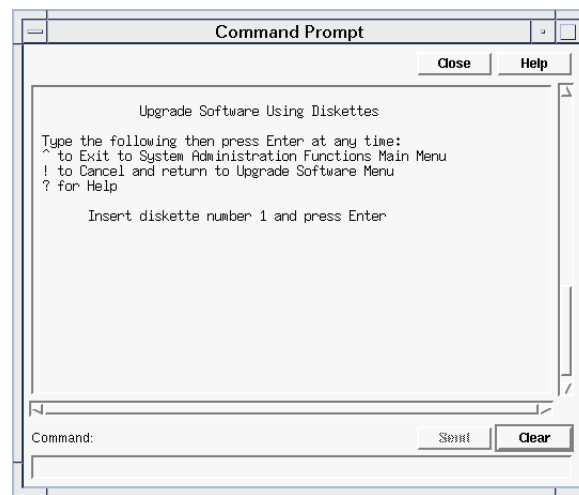 Command Prompt
Close
Help
Upgrade Software Using Diskettes
Type the following then press Enter at any time:
^ to Exit to System Administration Functions Main Menu
! to Cancel and return to Upgrade Software Menu
? for Help
Insert diskette number 1 and press Enter
Command:
Send
Clear